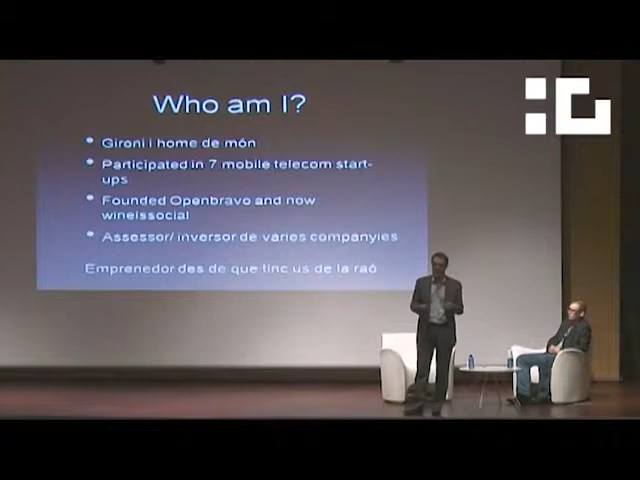 Who am I?
• Gironi i home de món
• Participated in 7 mobile telecom start-
ups
• Founded Openbravo and now
wineissocial
• Assessor/ inversor de varies companyies
Emprenedor des de que tinc us de la raó